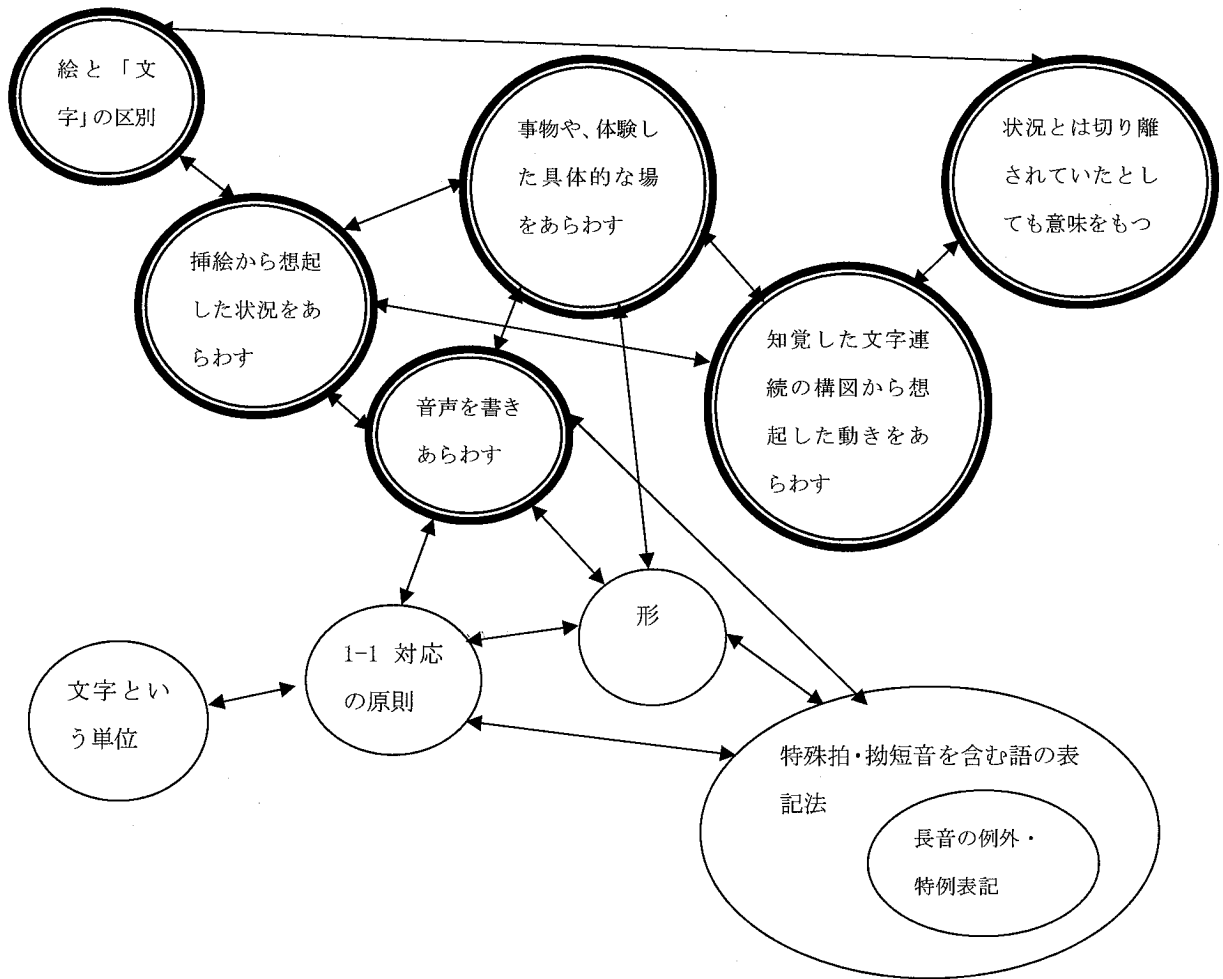 絵と「文
字」の区別
事物や、体験し
た具体的な場
をあらわす
状況とは切り離
されていたとし
ても意味をもつ
挿絵から想起
した状況をあ
らわす
知覚した文字連
続の構図から想
起した動きをあ
らわす
音声を書き
あらわす
形
1-1 対応
の原則
文字とい
う単位
特殊拍・拗短音を含む語の表
記法
長音の例外・
特例表記